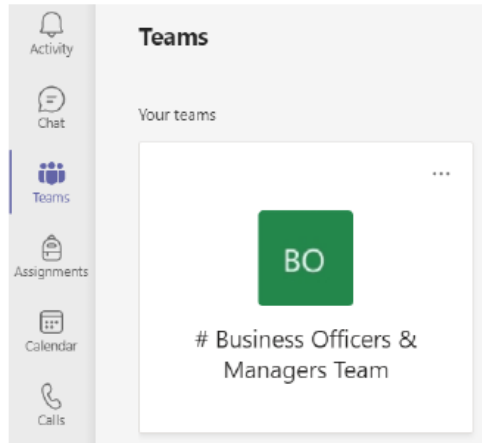 Activity
Chat
Teams
Assignments
Calendar
Calls
Teams
Your teams
...
BO
# Business Officers &
Managers Team